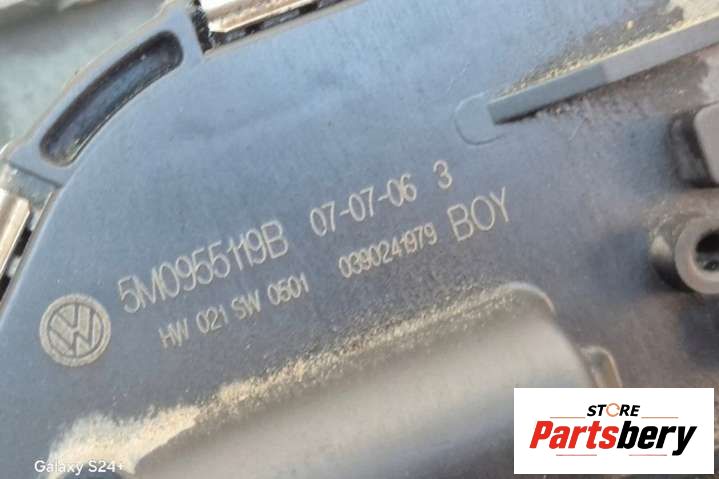 5M0955119B 07-07-06 3
HW 021 SW 0501 0390241979 BOY
Galaxy S24+
STORE
Partsbery